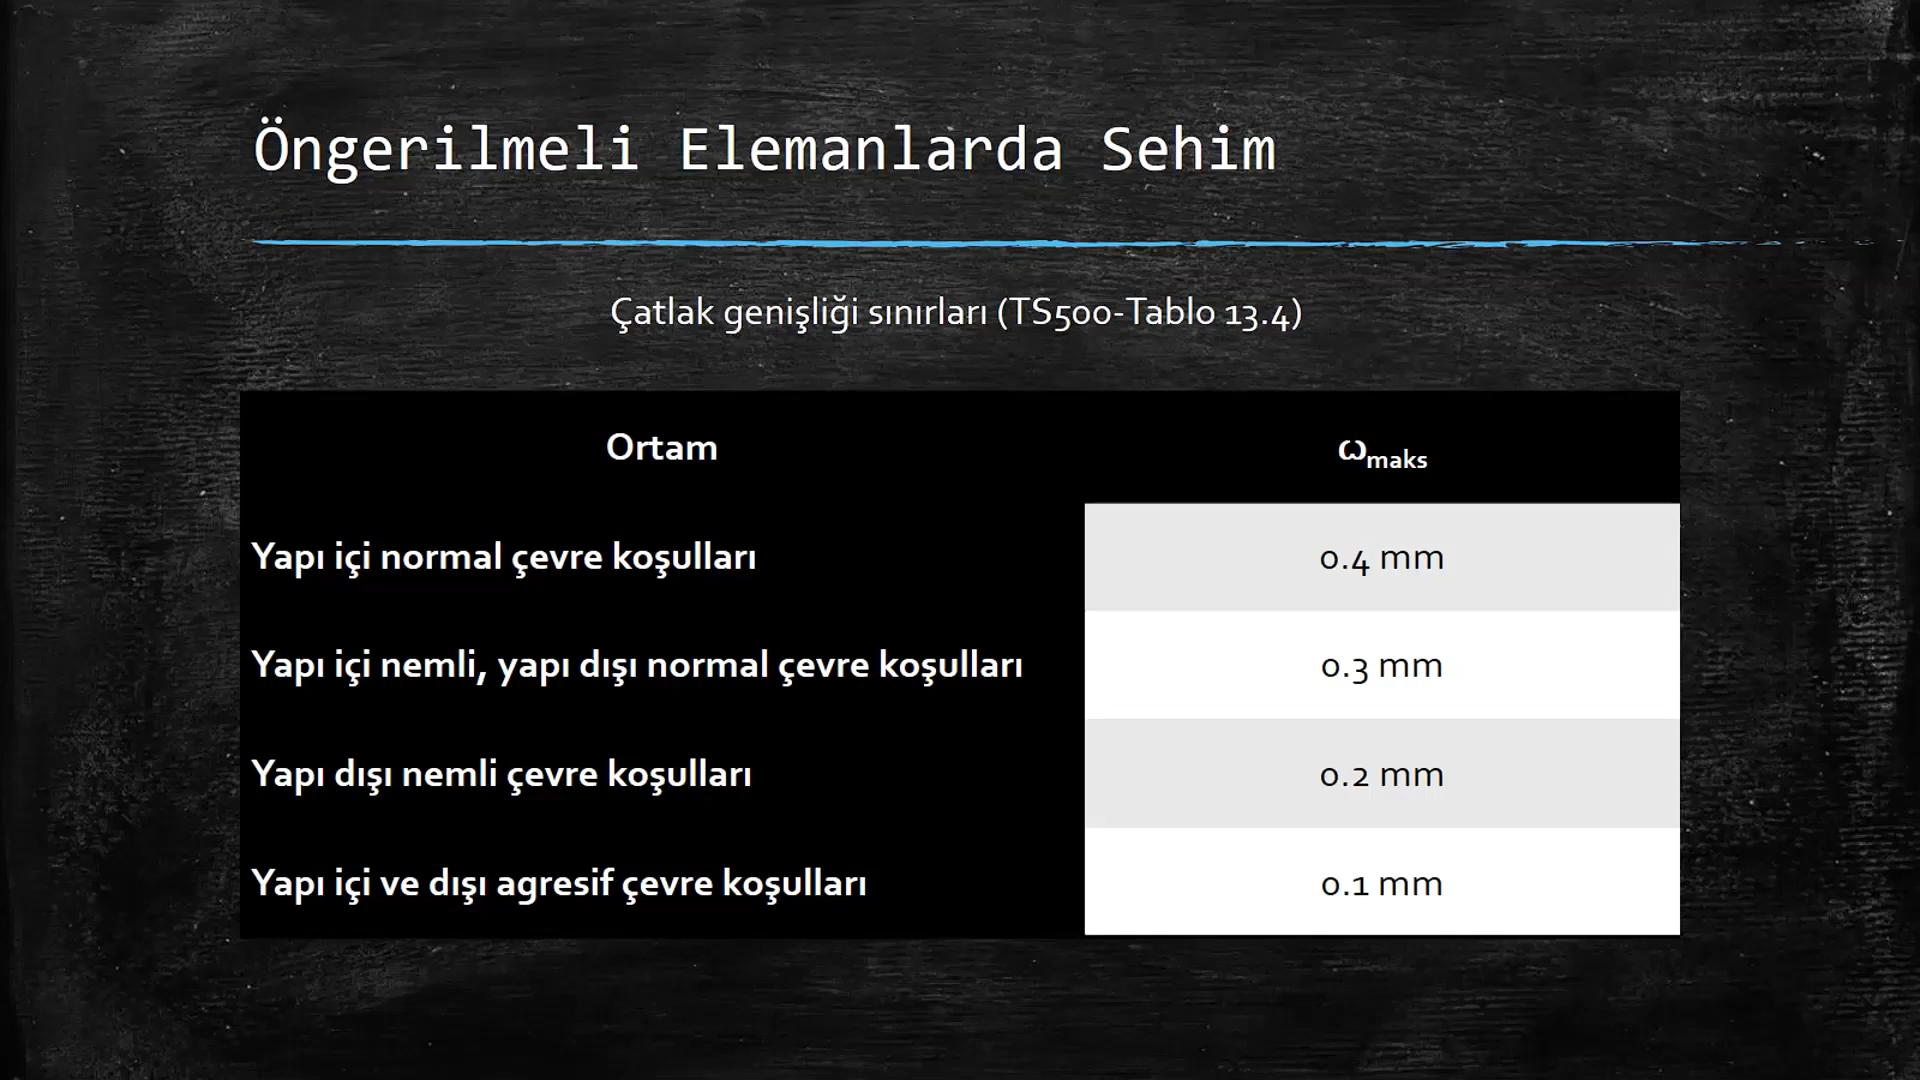 Öngerilmeli Elemanlarda Sehim
Çatlak genişliği sınırları (TS500-Tablo 13.4)
Ortam ωmaks
Yapı içi normal çevre koşulları 0.4 mm
Yapı içi nemli, yapı dışı normal çevre koşulları 0.3 mm
Yapı dışı nemli çevre koşulları 0.2 mm
Yapı içi ve dışı agresif çevre koşulları 0.1 mm